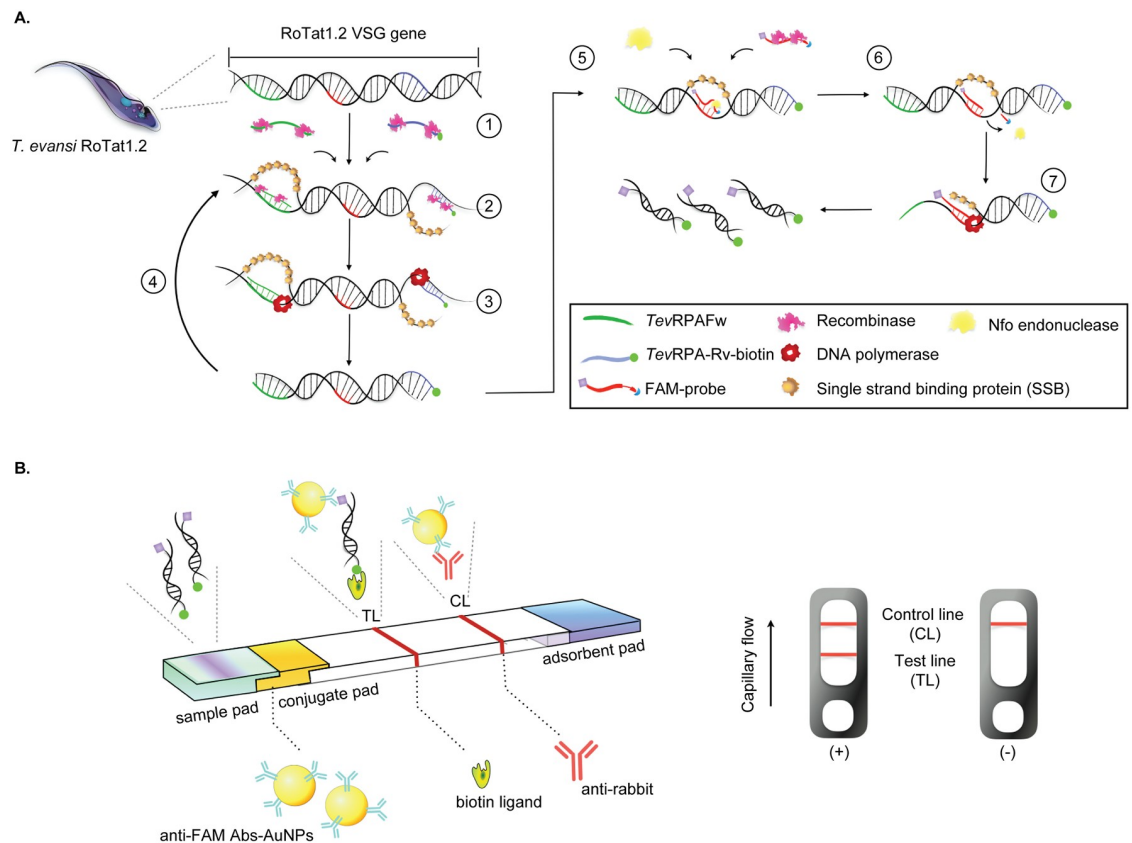 A.
RoTat1.2 VSG gene
T. evansi RoTat1.2
1
2
3
4
5
6
7
TevRPAFw
Recombinase
Nfo endonuclease
TevRPA-Rv-biotin
DNA polymerase
FAM-probe
Single strand binding protein (SSB)
B.
TL
CL
sample pad
conjugate pad
adsorbent pad
anti-FAM Abs-AuNPs
biotin ligand
anti-rabbit
Capillary flow
Control line
(CL)
Test line
(TL)
(+)
(-)